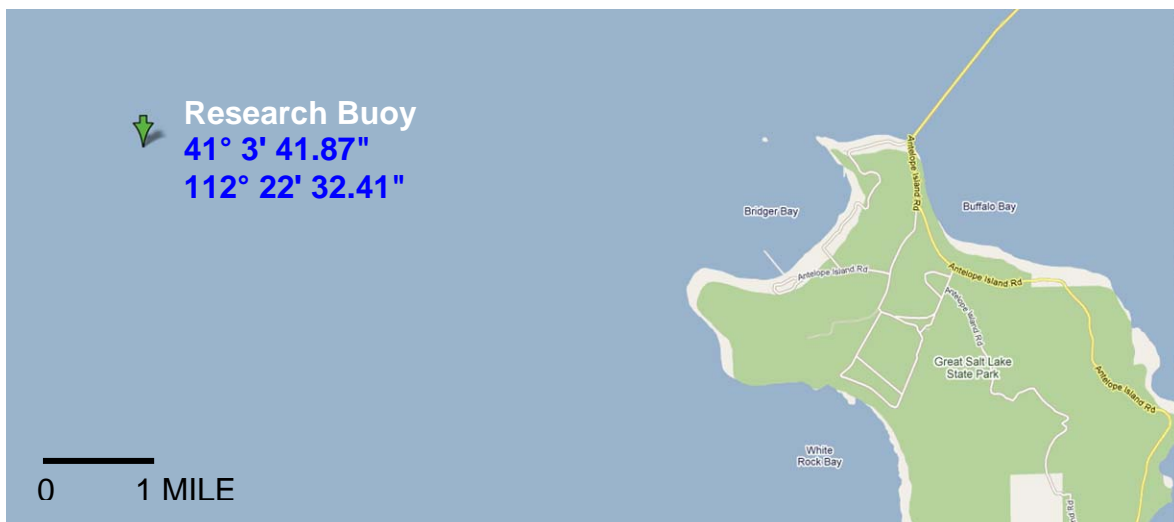 Research Buoy
41° 3' 41.87"
112° 22' 32.41"
Antelope Island Rd
Bridger Bay
Buffalo Bay
Antelope Island Rd
Antelope Island Rd
Antelope Island Rd
Great Salt Lake
State Park
Antelope Island Rd
White
Rock Bay
0 1 MILE